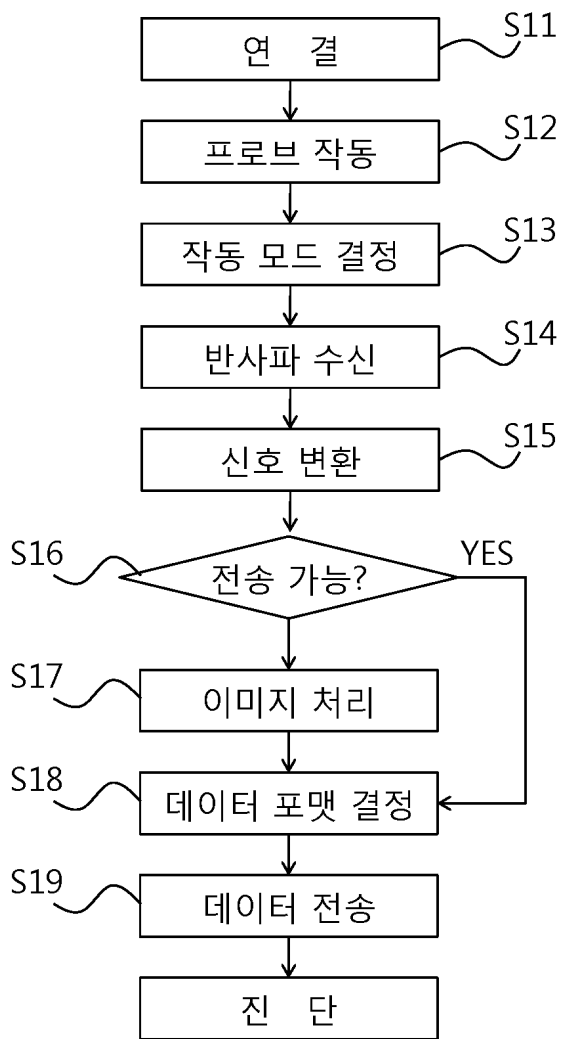 S11
연 결
S12
프로브 작동
S13
작동 모드 결정
S14
반사파 수신
S15
신호 변환
S16
전송 가능?
YES
S17
이미지 처리
S18
데이터 포맷 결정
S19
데이터 전송
진 단